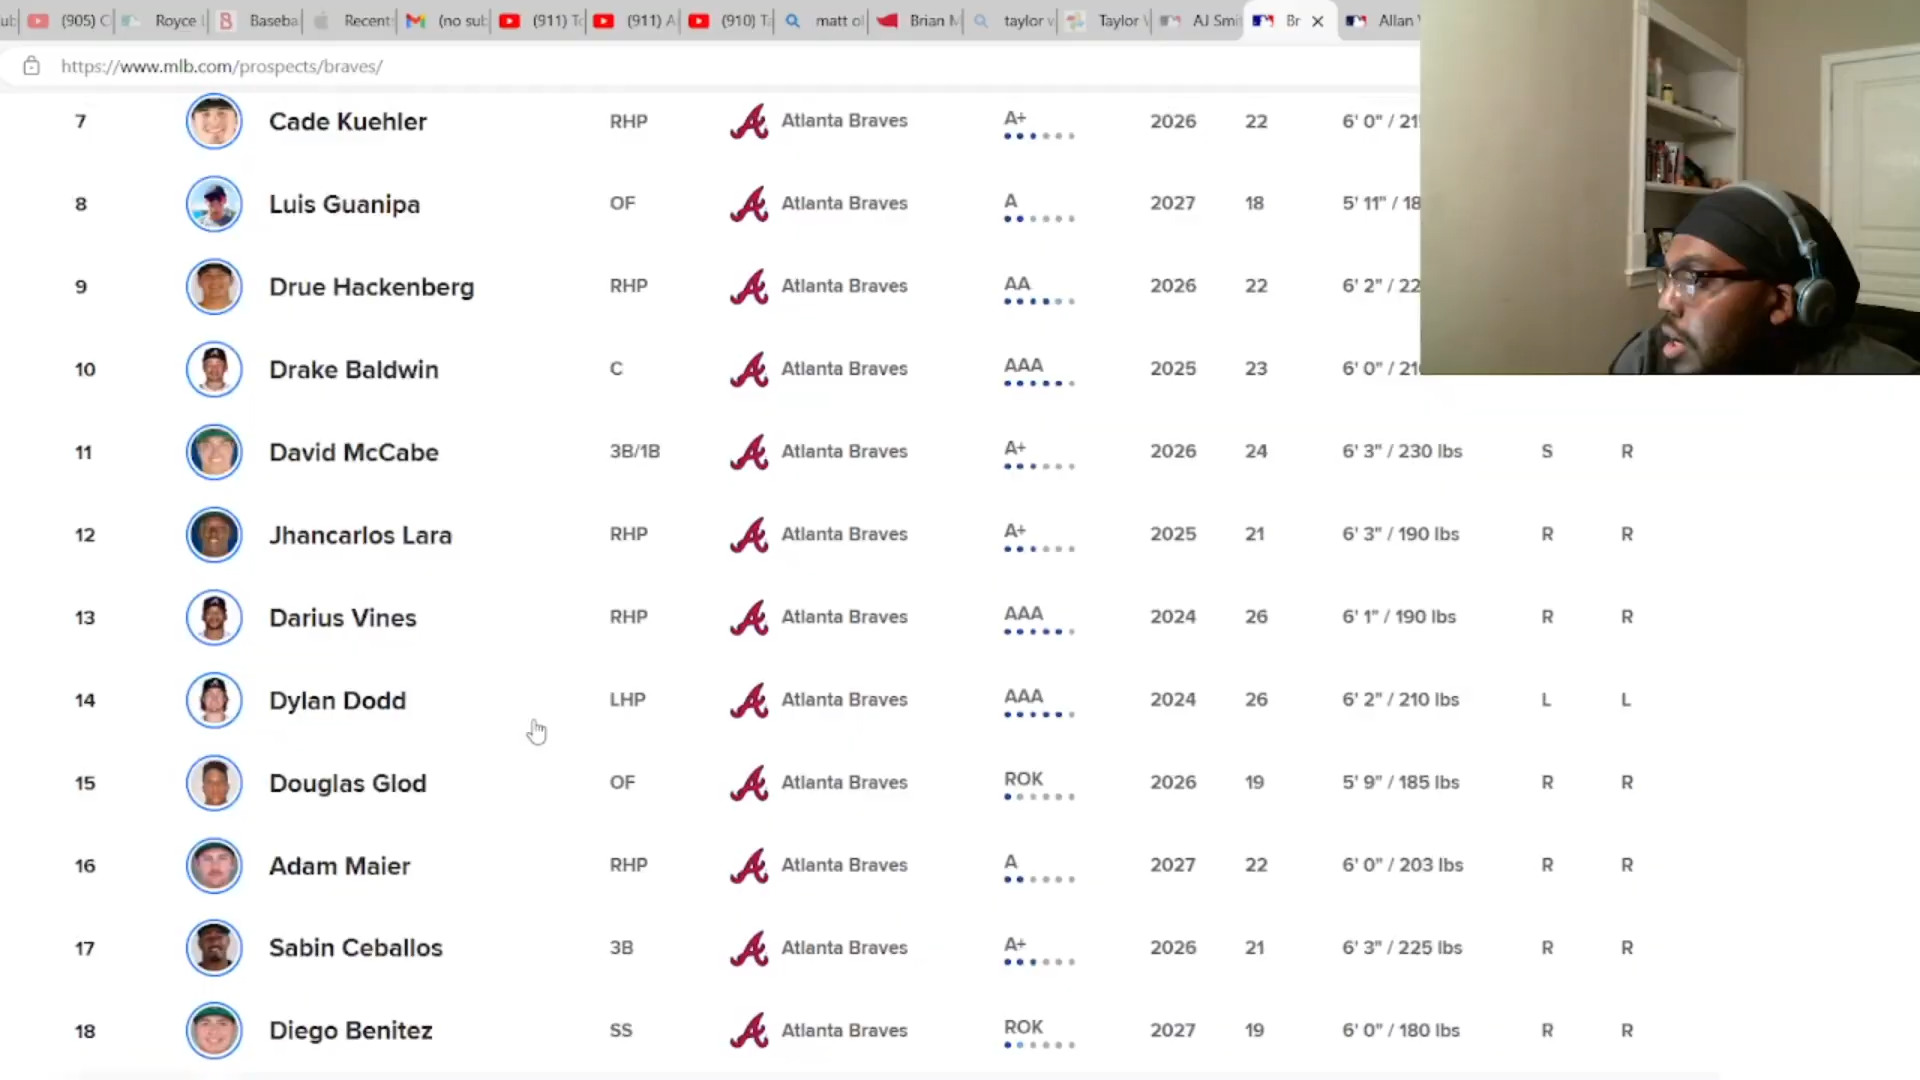 (905) C Royce L Baseba Recent: (no sub (911) To (911) A (910) Ta matt ol Brian M taylor v Taylor V AJ Smi Br Allan
https://www.mlb.com/prospects/braves/
7 Cade Kuehler RHP Atlanta Braves A+ 2026 22 6' 0" / 21
8 Luis Guanipa OF Atlanta Braves A 2027 18 5' 11" / 18
9 Drue Hackenberg RHP Atlanta Braves AA 2026 22 6' 2" / 22
10 Drake Baldwin C Atlanta Braves AAA 2025 23 6' 0" / 21
11 David McCabe 3B/1B Atlanta Braves A+ 2026 24 6' 3" / 230 lbs S R
12 Jhancarlos Lara RHP Atlanta Braves A+ 2025 21 6' 3" / 190 lbs R R
13 Darius Vines RHP Atlanta Braves AAA 2024 26 6' 1" / 190 lbs R R
14 Dylan Dodd LHP Atlanta Braves AAA 2024 26 6' 2" / 210 lbs L L
15 Douglas Glod OF Atlanta Braves ROK 2026 19 5' 9" / 185 lbs R R
16 Adam Maier RHP Atlanta Braves A 2027 22 6' 0" / 203 lbs R R
17 Sabin Ceballos 3B Atlanta Braves A+ 2026 21 6' 3" / 225 lbs R R
18 Diego Benitez SS Atlanta Braves ROK 2027 19 6' 0" / 180 lbs R R